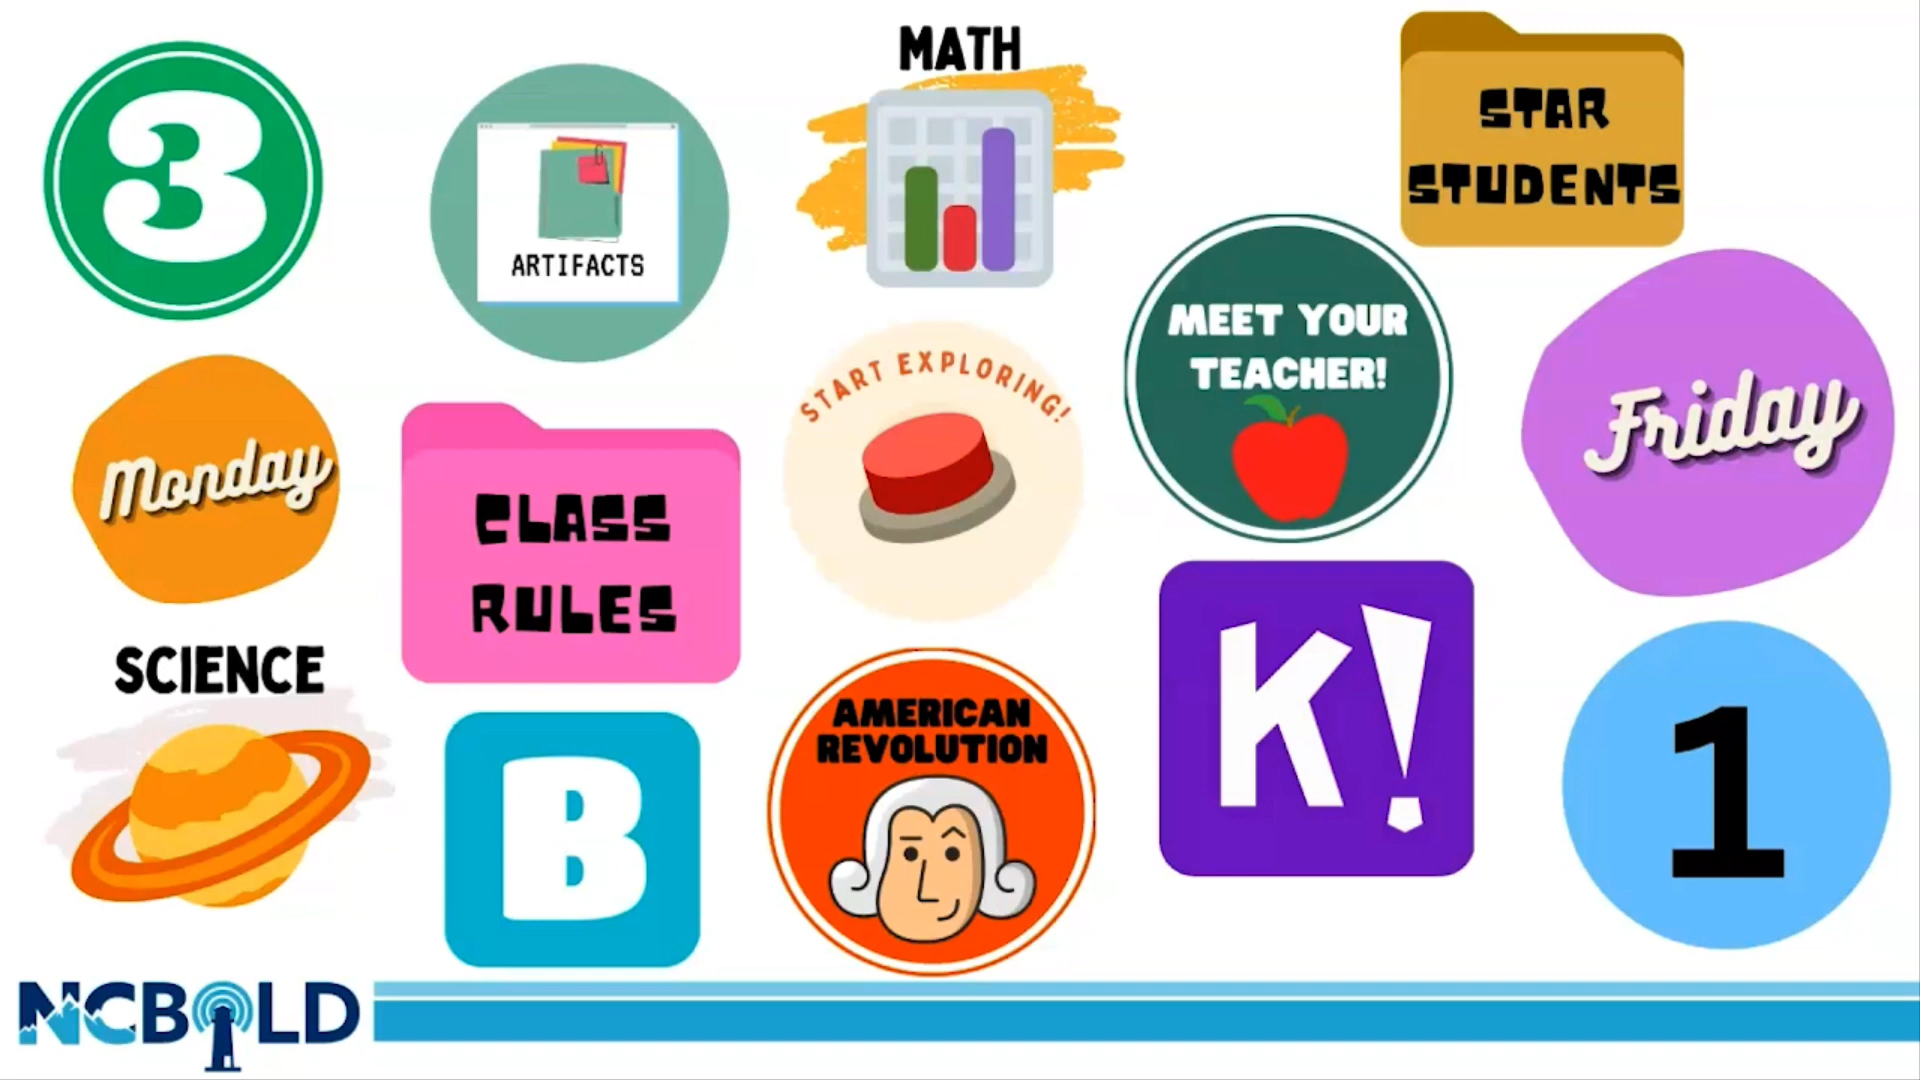 3
ARTIFACTS
MATH
STAR
STUDENTS
MEET YOUR
TEACHER!
Friday
Monday
CLASS
RULES
START EXPLORING!
SCIENCE
B
AMERICAN
REVOLUTION
K!
1
NCBOLD